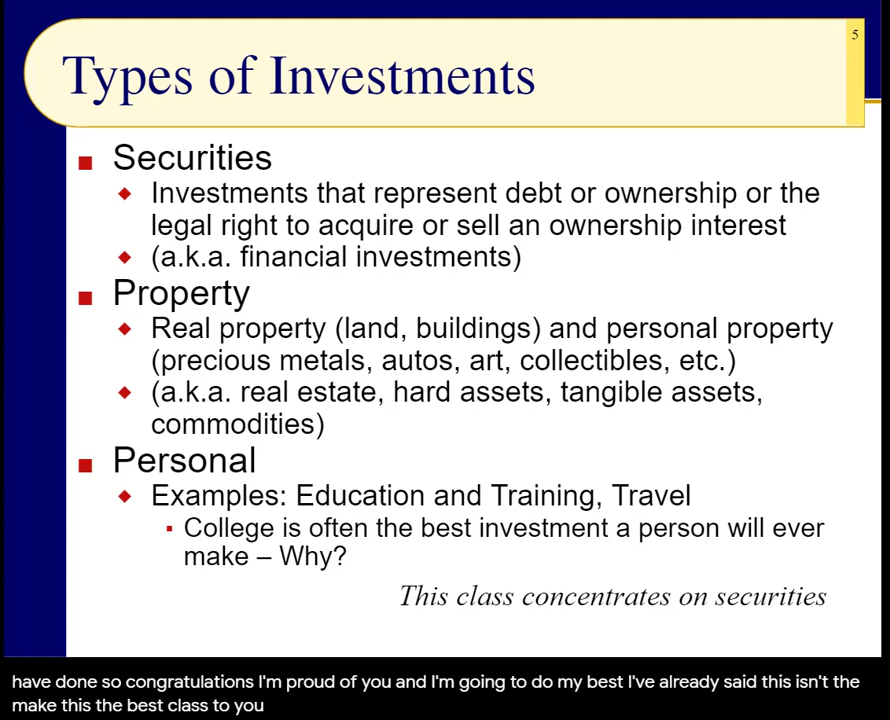 5
Types of Investments
Securities
Investments that represent debt or ownership or the
legal right to acquire or sell an ownership interest
(a.k.a. financial investments)
Property
Real property (land, buildings) and personal property
(precious metals, autos, art, collectibles, etc.)
(a.k.a. real estate, hard assets, tangible assets,
commodities)
Personal
Examples: Education and Training, Travel
College is often the best investment a person will ever
make – Why?
This class concentrates on securities
have done so congratulations I'm proud of you and I'm going to do my best I've already said this isn't the
make this the best class to you